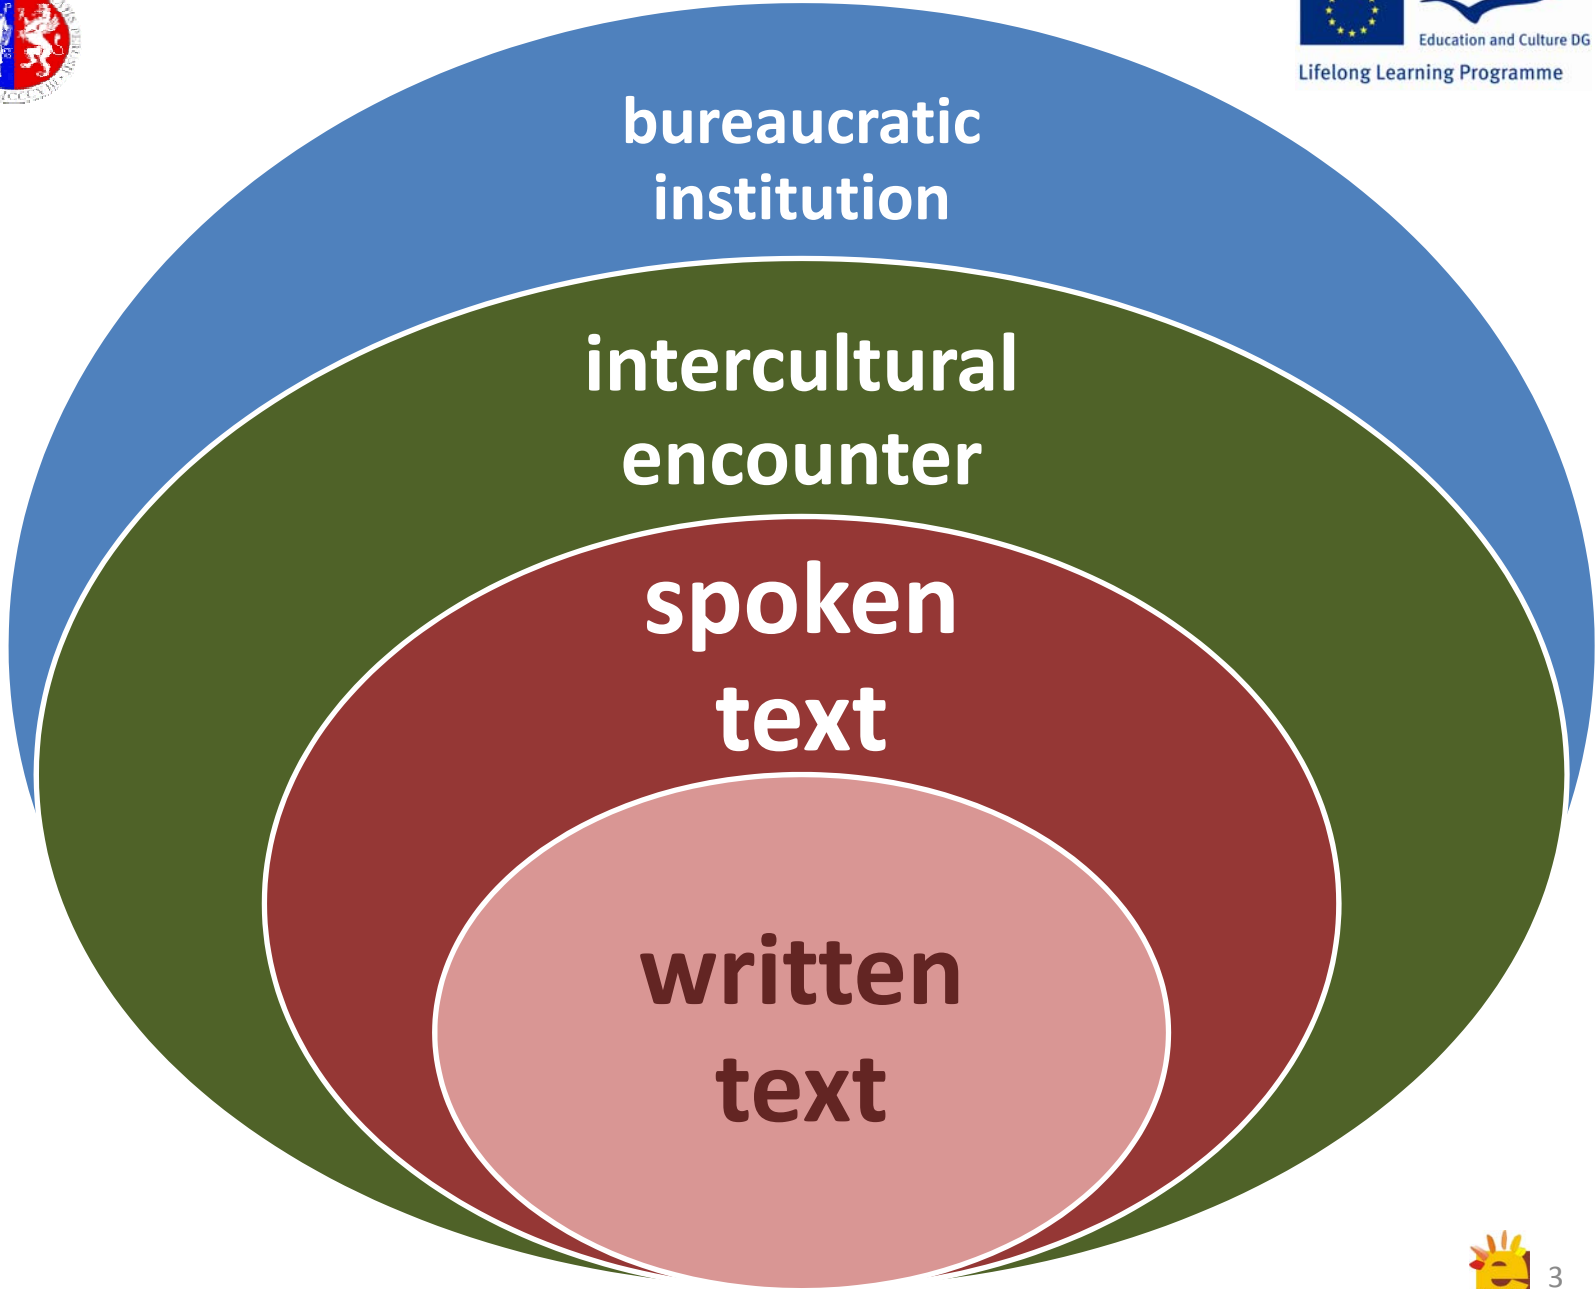 Education and Culture DG
Lifelong Learning Programme
bureaucratic
institution
intercultural
encounter
spoken
text
written
text
3